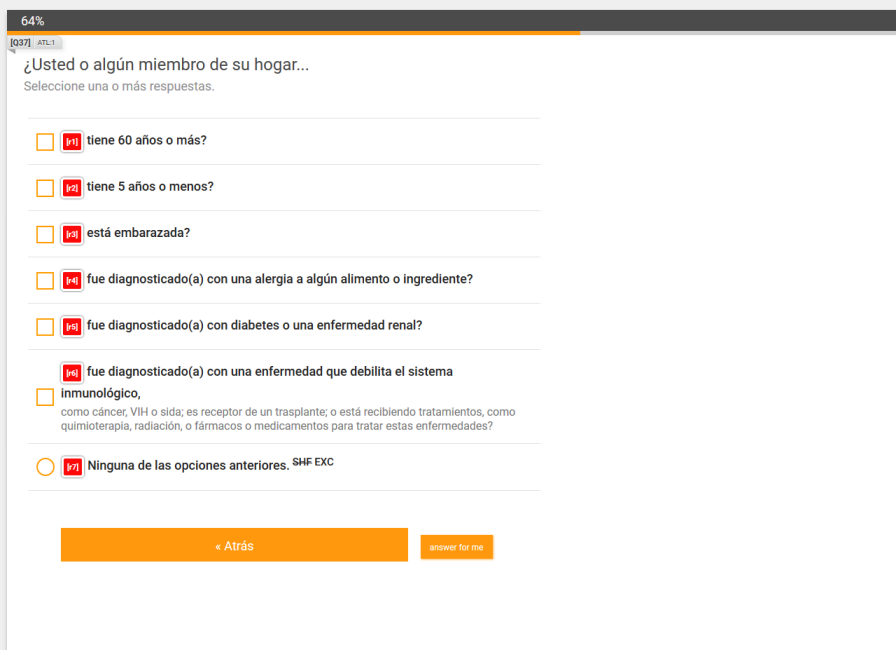 64%
[Q37] ATL:1
¿Usted o algún miembro de su hogar...
Seleccione una o más respuestas.
[r1] tiene 60 años o más?
[r2] tiene 5 años o menos?
[r3] está embarazada?
[r4] fue diagnosticado(a) con una alergia a algún alimento o ingrediente?
[r5] fue diagnosticado(a) con diabetes o una enfermedad renal?
[r6] fue diagnosticado(a) con una enfermedad que debilita el sistema
inmunológico,
como cáncer, VIH o sida; es receptor de un trasplante; o está recibiendo tratamientos, como
quimioterapia, radiación, o fármacos o medicamentos para tratar estas enfermedades?
[r7] Ninguna de las opciones anteriores. SHF EXC
« Atrás
answer for me